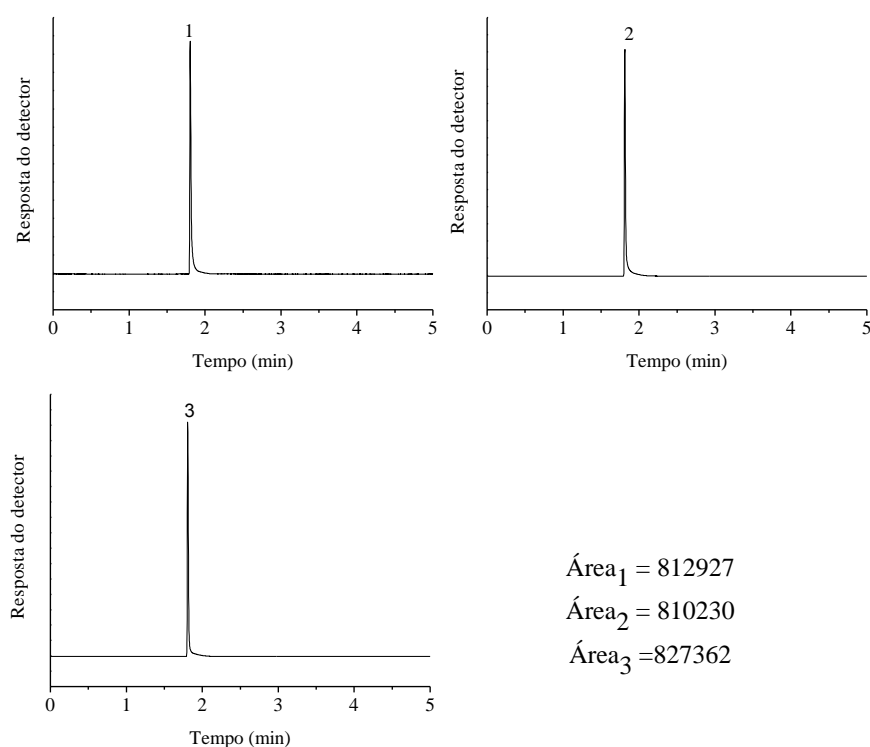 1
Resposta do detector
0 1 2 3 4 5
Tempo (min)
2
Resposta do detector
0 1 2 3 4 5
Tempo (min)
3
Resposta do detector
0 1 2 3 4 5
Tempo (min)
Área1 = 812927
Área2 = 810230
Área3 =827362